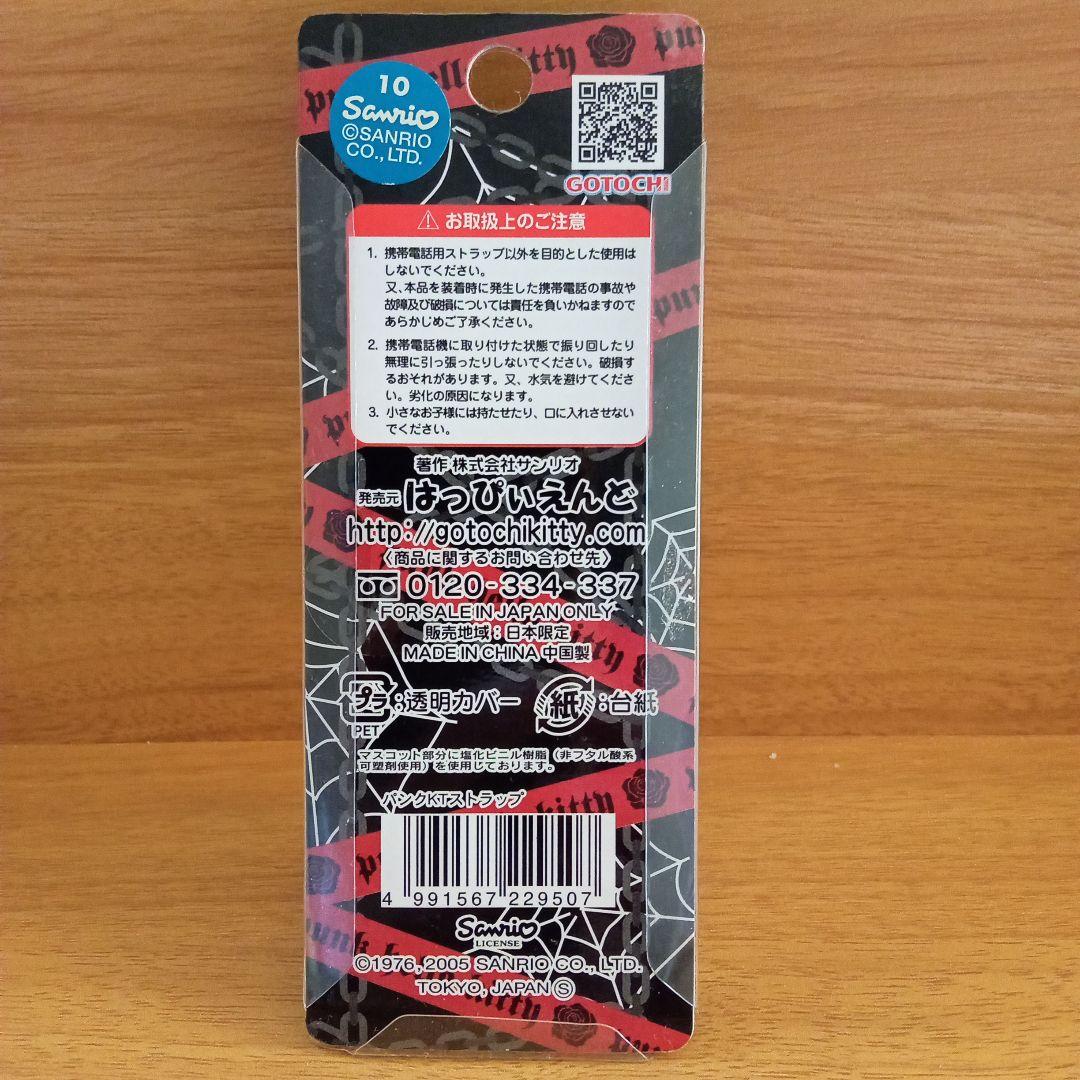 10
Sanrio
©SANRIO
CO., LTD.
GOTOCHI
⚠ お取扱上のご注意
1. 携帯電話用ストラップ以外を目的とした使用は
しないでください。
又、本品を装着時に発生した携帯電話の事故や
故障及び破損については責任を負いかねますので
あらかじめご了承ください。
2. 携帯電話機に取り付けた状態で振り回したり
無理に引っ張ったりしないでください。破損す
るおそれがあります。又、水気を避けてくださ
い。劣化の原因になります。
3. 小さなお子様には持たせたり、口に入れさせない
でください。
著作 株式会社サンリオ
発売元 はっぴぃえんど
http://gotochikitty.com
〈商品に関するお問い合わせ先〉
0120-334-337
FOR SALE IN JAPAN ONLY
販売地域：日本限定
MADE IN CHINA 中国製
プラ：透明カバー 紙：台紙
PET
マスコット部分に塩化ビニル樹脂（非フタル酸系
可塑剤使用）を使用しております。
パンクKTストラップ
kitty
4 991567 229507
Sanrio
LICENSE
©1976, 2005 SANRIO CO., LTD.
TOKYO, JAPAN Ⓢ
punk hello kitty